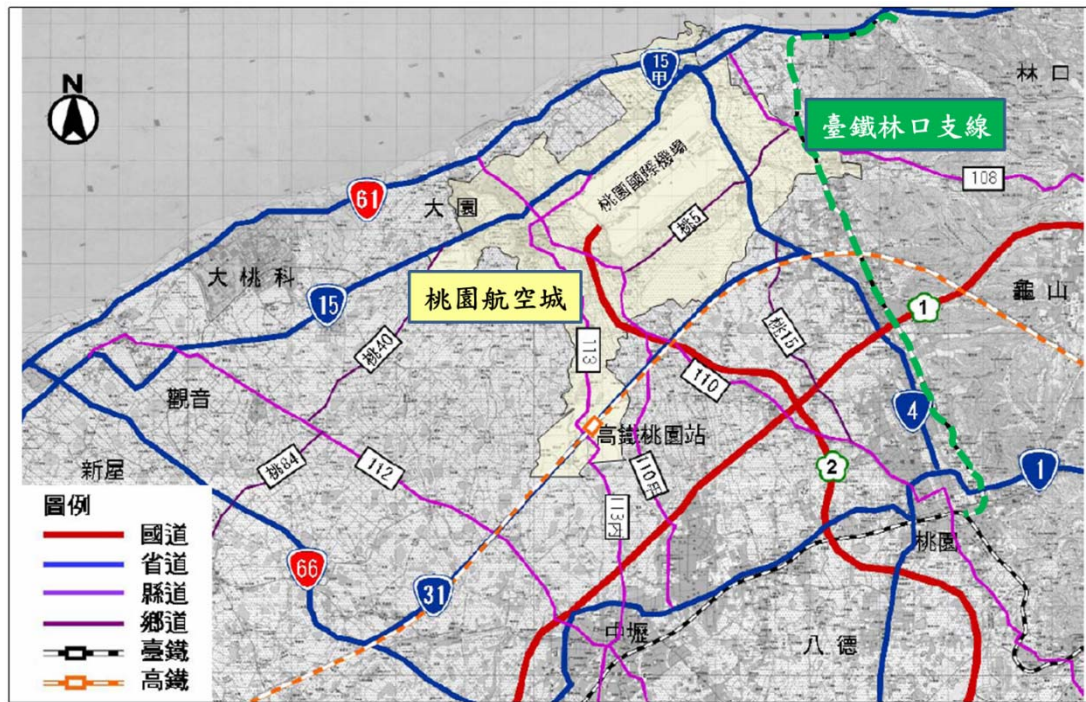 N
15
甲
林口
臺鐵林口支線
桃園國際機場
108
61
大園
桃5
大桃科
15
桃園航空城
1
龜山
113
桃15
桃40
110
觀音
4
高鐵桃園站
新屋
桃84
112
110甲
2
1
113丙
桃園
66
31
中壢
八德
圖例
國道
省道
縣道
鄉道
臺鐵
高鐵